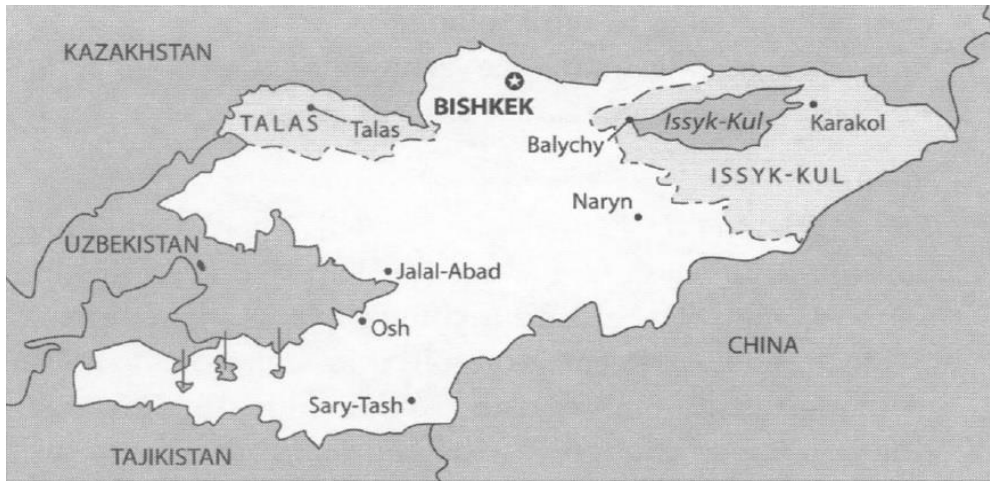 KAZAKHSTAN
BISHKEK
TALAS
Talas
Issyk-Kul
Karakol
Balychy
ISSYK-KUL
Naryn
UZBEKISTAN
Jalal-Abad
Osh
CHINA
Sary-Tash
TAJIKISTAN